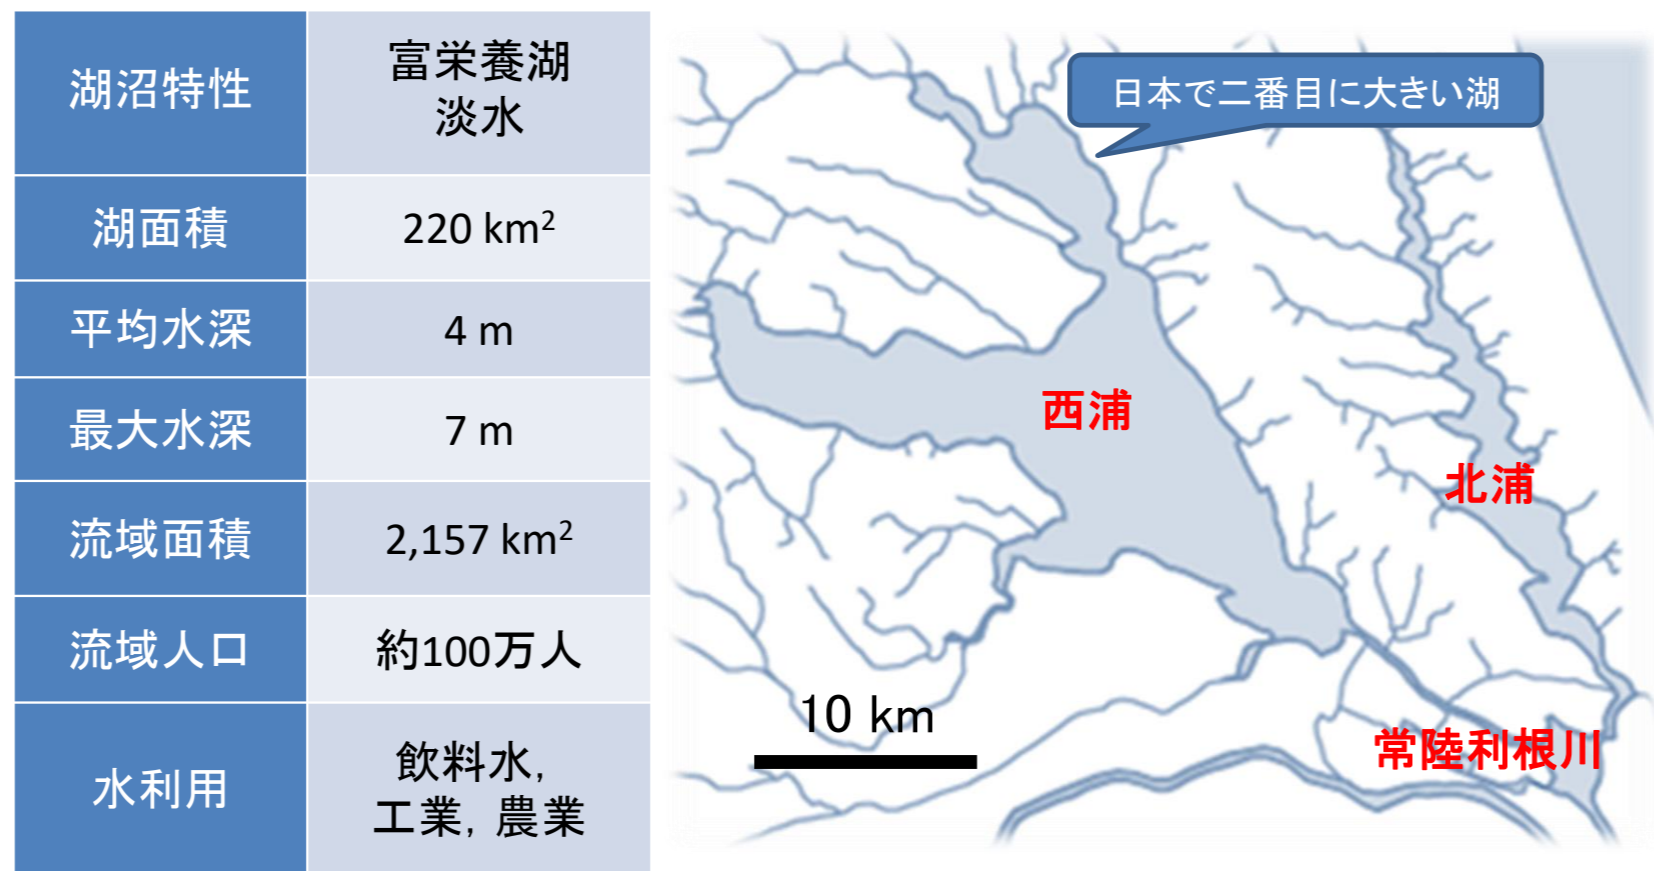 湖沼特性
富栄養湖
淡水
湖面積
220 km²
平均水深
4 m
最大水深
7 m
流域面積
2,157 km²
流域人口
約100万人
水利用
飲料水,
工業, 農業
日本で二番目に大きい湖
西浦
北浦
10 km
常陸利根川